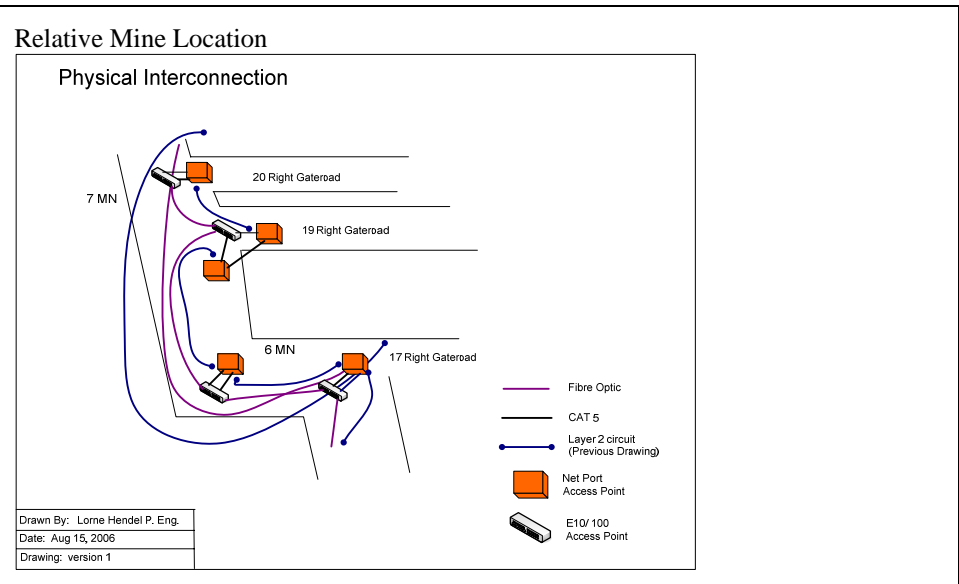 Relative Mine Location
Physical Interconnection
20 Right Gateroad
7 MN
19 Right Gateroad
6 MN
17 Right Gateroad
Fibre Optic
CAT 5
Layer 2 circuit
(Previous Drawing)
Net Port
Access Point
E10/100
Access Point
Drawn By: Lorne Hendel P. Eng.
Date: Aug 15, 2006
Drawing: version 1